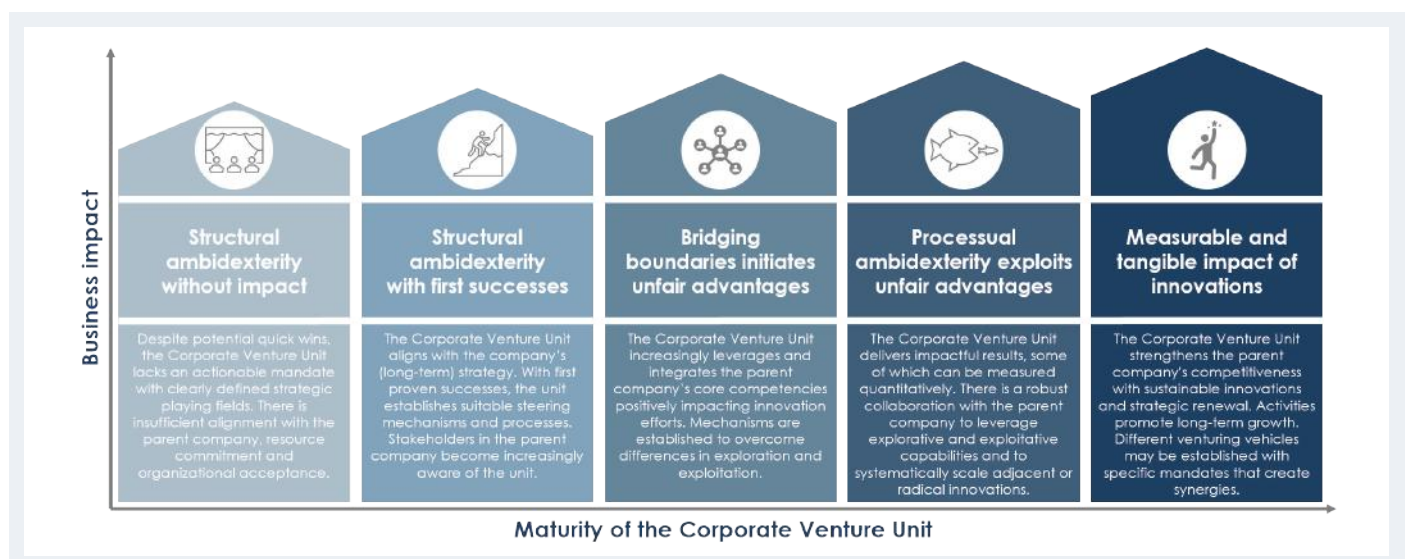 Business impact
Structural
ambidexterity
without impact
Despite potential quick wins,
the Corporate Venture Unit
lacks an actionable mandate
with clearly defined strategic
playing fields. There is
insufficient alignment with the
parent company, resource
commitment and
organizational acceptance.
Structural
ambidexterity
with first successes
The Corporate Venture Unit
aligns with the company's
(long-term) strategy. With first
proven successes, the unit
establishes suitable steering
mechanisms and processes.
Stakeholders in the parent
company become increasingly
aware of the unit.
Bridging
boundaries initiates
unfair advantages
The Corporate Venture Unit
increasingly leverages and
integrates the parent
company's core competencies
positively impacting innovation
efforts. Mechanisms are
established to overcome
differences in exploration and
exploitation.
Processual
ambidexterity exploits
unfair advantages
The Corporate Venture Unit
delivers impactful results, some
of which can be measured
quantitatively. There is a robust
collaboration with the parent
company to leverage
explorative and exploitative
capabilities and to
systematically scale adjacent or
radical innovations.
Measurable and
tangible impact of
innovations
The Corporate Venture Unit
strengthens the parent
company's competitiveness
with sustainable innovations
and strategic renewal. Activities
promote long-term growth.
Different venturing vehicles
may be established with
specific mandates that create
synergies.
Maturity of the Corporate Venture Unit